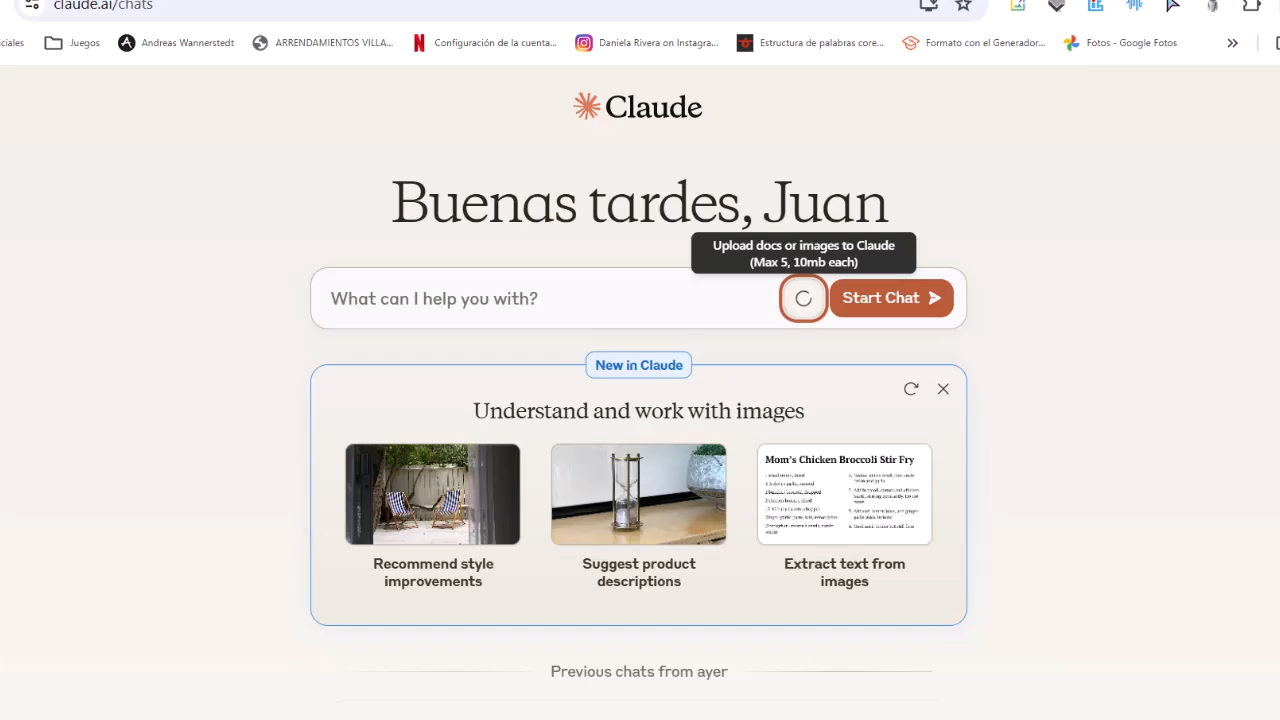 claude.ai/chats
ciales Juegos Andreas Wannerstedt ARRENDAMIENTOS VILLA... Configuración de la cuenta... Daniela Rivera on Instagra... Estructura de palabras core... Formato con el Generador... Fotos - Google Fotos
Claude
Buenas tardes, Juan
Upload docs or images to Claude
(Max 5, 10mb each)
What can I help you with?
Start Chat
New in Claude
Understand and work with images
Mom's Chicken Broccoli Stir Fry
Recommend style
improvements
Suggest product
descriptions
Extract text from
images
Previous chats from ayer